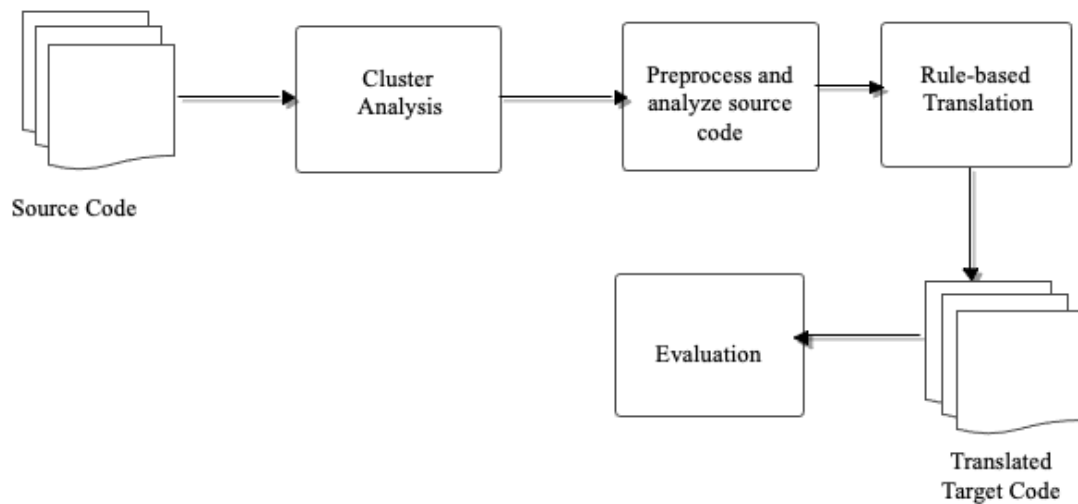 Cluster
Analysis
Preprocess and
analyze source
code
Rule-based
Translation
Source Code
Evaluation
Translated
Target Code